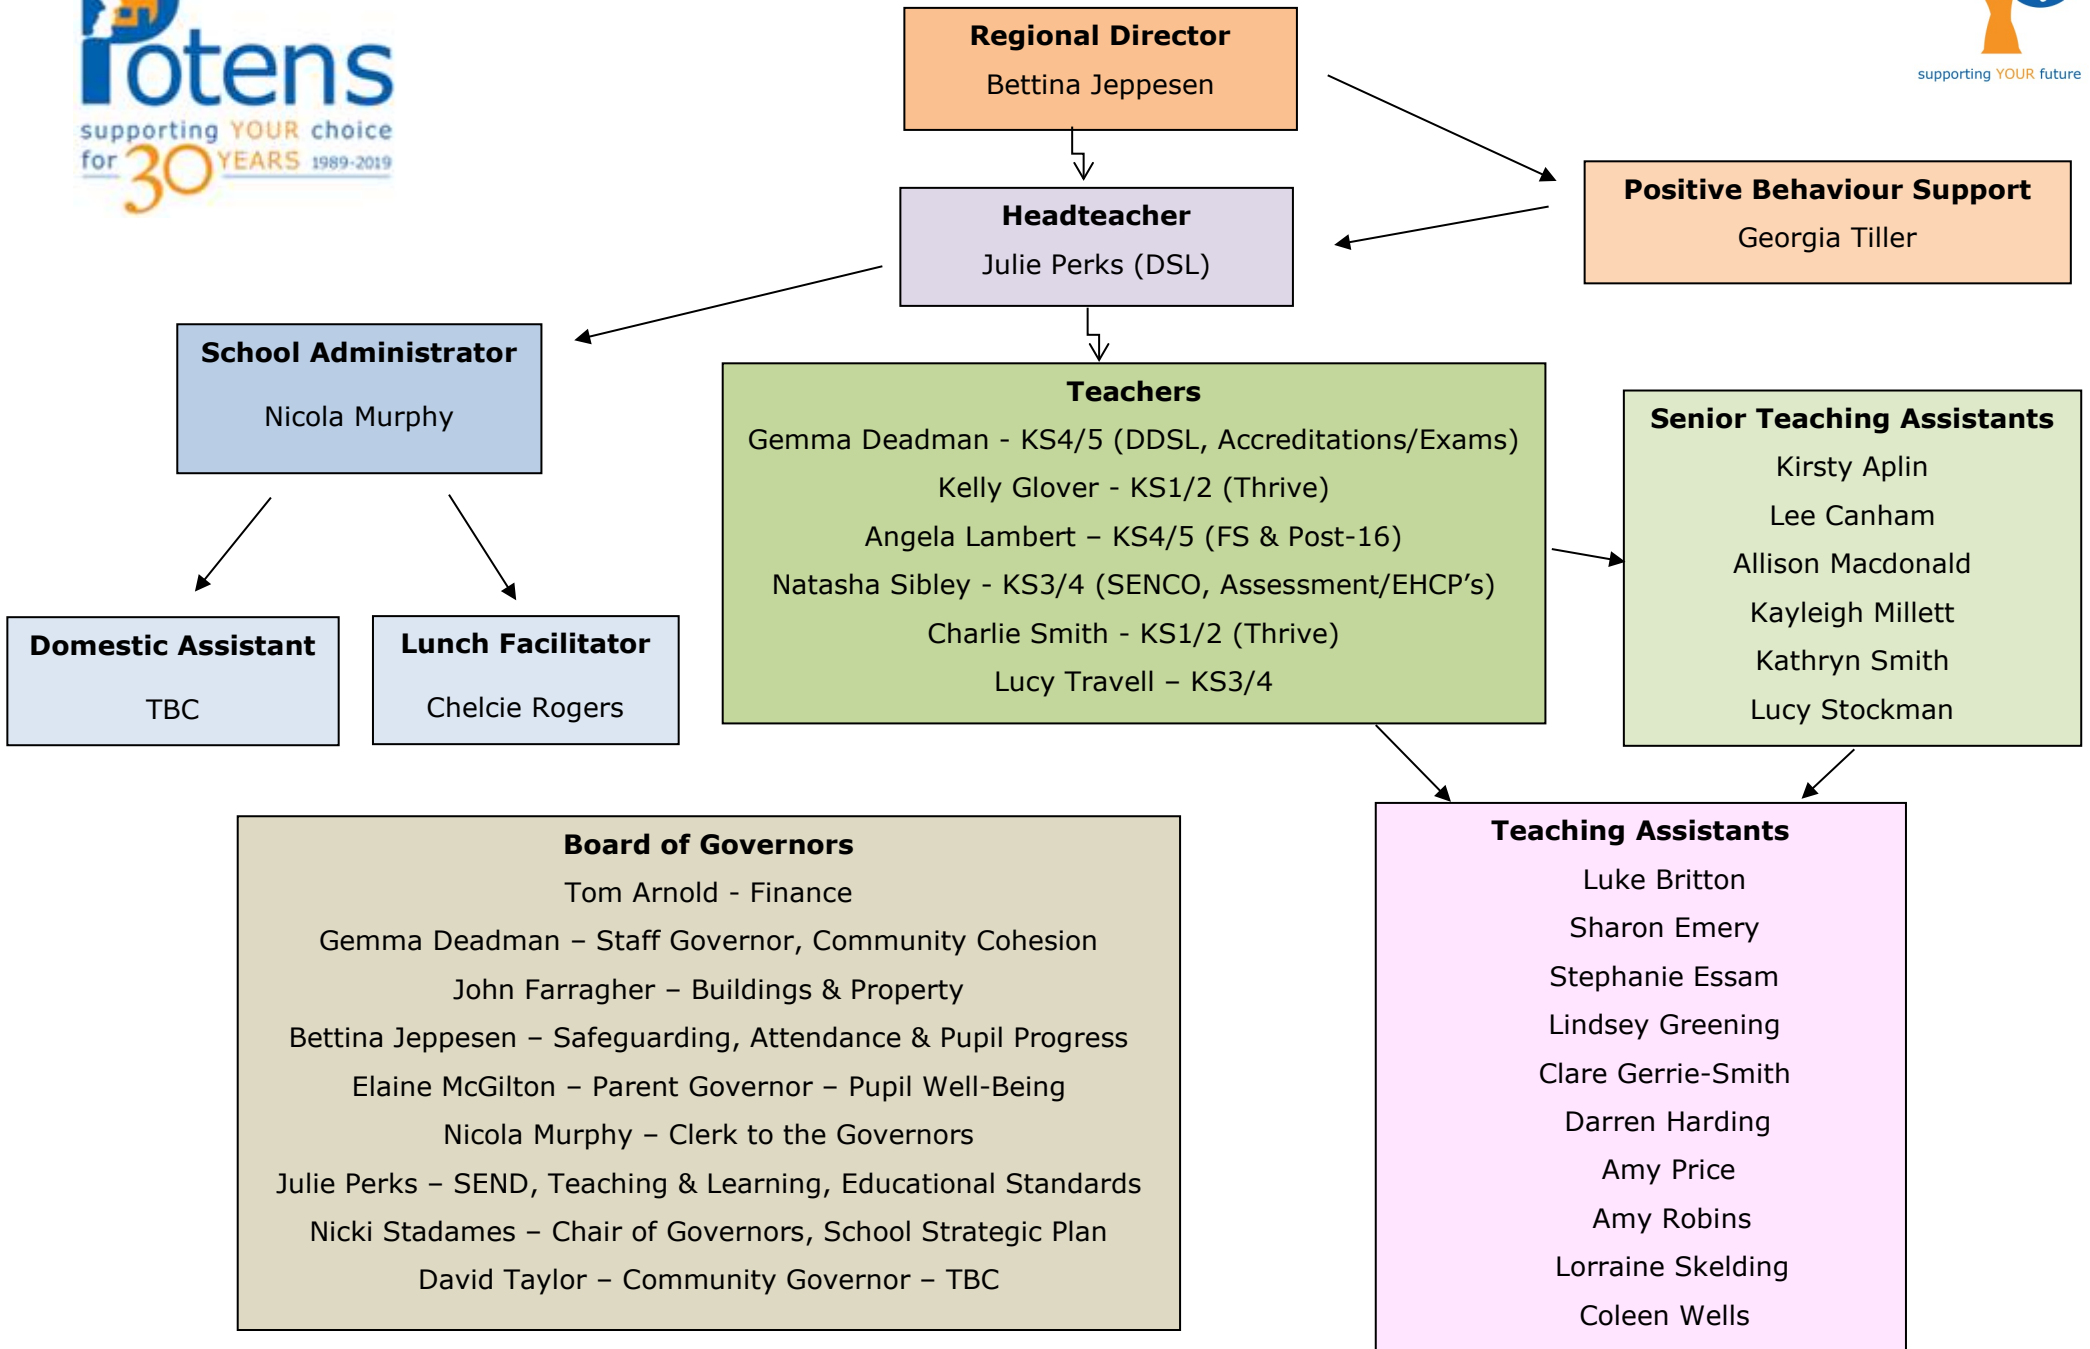 Potens
supporting YOUR choice
for 30 YEARS 1989-2019
supporting YOUR future
Regional Director
Bettina Jeppesen
Positive Behaviour Support
Georgia Tiller
Headteacher
Julie Perks (DSL)
School Administrator
Nicola Murphy
Teachers
Gemma Deadman - KS4/5 (DDSL, Accreditations/Exams)
Kelly Glover - KS1/2 (Thrive)
Angela Lambert – KS4/5 (FS & Post-16)
Natasha Sibley - KS3/4 (SENCO, Assessment/EHCP’s)
Charlie Smith - KS1/2 (Thrive)
Lucy Travell – KS3/4
Senior Teaching Assistants
Kirsty Aplin
Lee Canham
Allison Macdonald
Kayleigh Millett
Kathryn Smith
Lucy Stockman
Domestic Assistant
TBC
Lunch Facilitator
Chelcie Rogers
Board of Governors
Tom Arnold - Finance
Gemma Deadman – Staff Governor, Community Cohesion
John Farragher – Buildings & Property
Bettina Jeppesen – Safeguarding, Attendance & Pupil Progress
Elaine McGilton – Parent Governor – Pupil Well-Being
Nicola Murphy – Clerk to the Governors
Julie Perks – SEND, Teaching & Learning, Educational Standards
Nicki Stadames – Chair of Governors, School Strategic Plan
David Taylor – Community Governor – TBC
Teaching Assistants
Luke Britton
Sharon Emery
Stephanie Essam
Lindsey Greening
Clare Gerrie-Smith
Darren Harding
Amy Price
Amy Robins
Lorraine Skelding
Coleen Wells